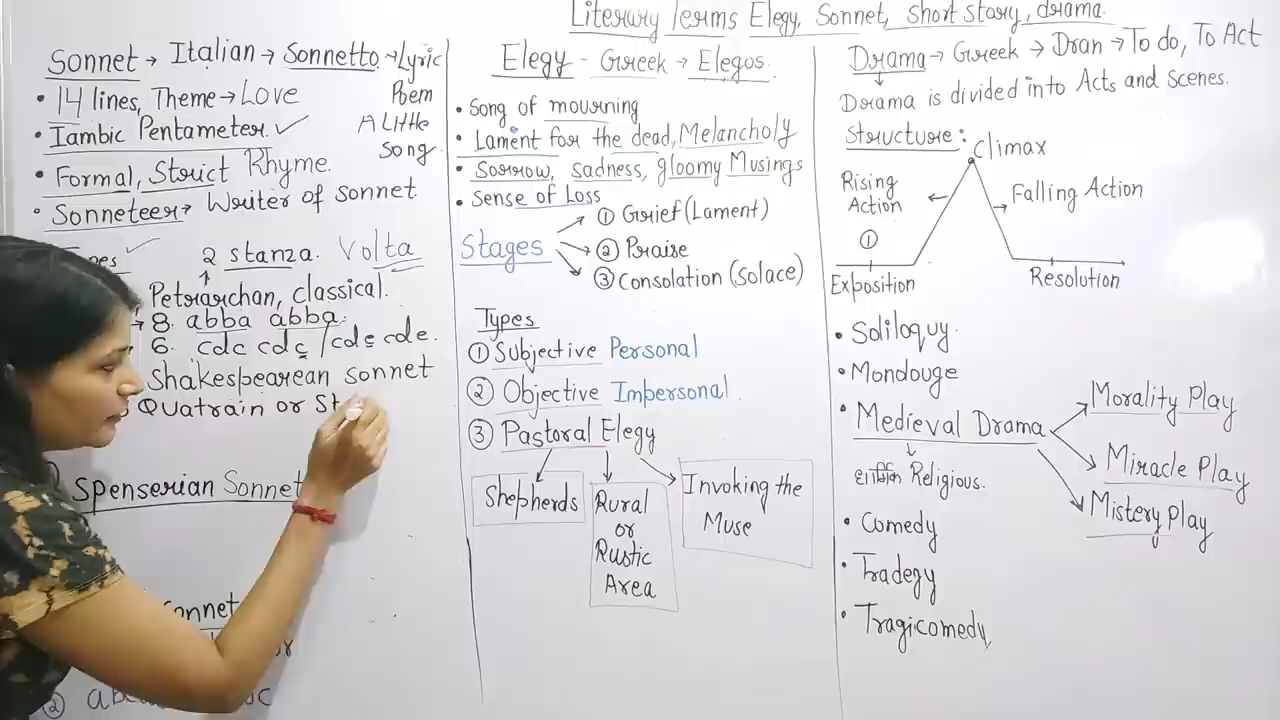 Literary Terms Elegy, Sonnet, short story, drama.
Sonnet → Italian → Sonnetto → Lyric
Poem
A Little
Song.
• 14 lines, Theme → Love
• Iambic Pentameter. ✓
• Formal, Strict Rhyme.
• Sonneteer → Writer of sonnet
2 stanza. Volta
Petrarchan, classical.
→ 8. abba abba.
6. cdc cdc / cde cde.
Shakespearean sonnet
Quatrain or St
Spenserian Sonnet
Sonnet
②
Elegy - Greek → Elegos.
• Song of mourning
• Lament for the dead, Melancholy
• Sorrow, sadness, gloomy Musings
• Sense of Loss
Stages
① Grief (Lament)
② Praise
③ Consolation (Solace)
Types
① Subjective Personal
② Objective Impersonal
③ Pastoral Elegy
Shepherds
Rural
or
Rustic
Area
Invoking the
Muse
Drama → Greek → Dran → To do, To Act
Drama is divided into Acts and Scenes.
Structure:
Climax
Rising
Action
①
Falling Action
Exposition
Resolution
• Soliloquy.
• Mondouge
• Medieval Drama
Religious.
Morality Play
Miracle Play
Mistery Play
• Comedy
• Tradegy
• Tragicomedy